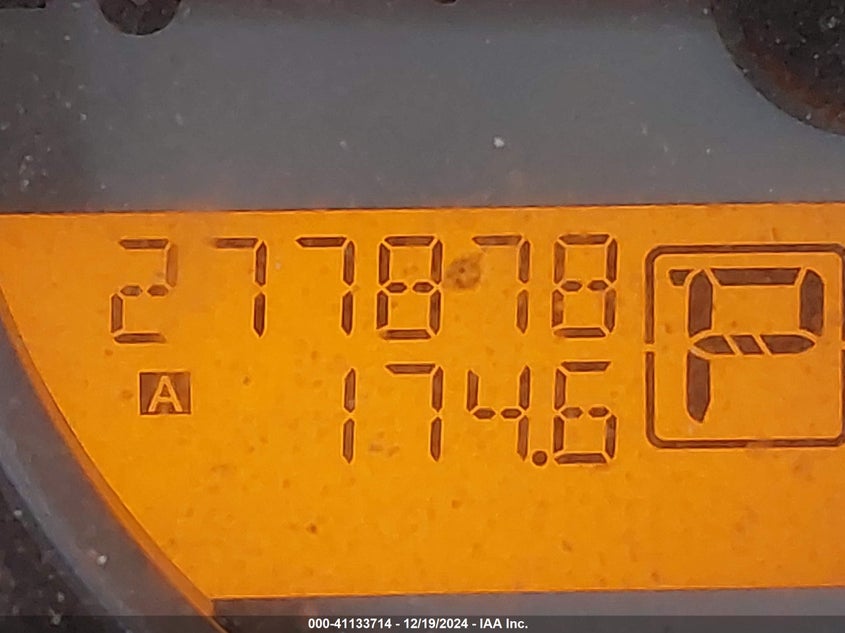 277878 P
A 174.6
000-41133714 - 12/19/2024 - IAA Inc.